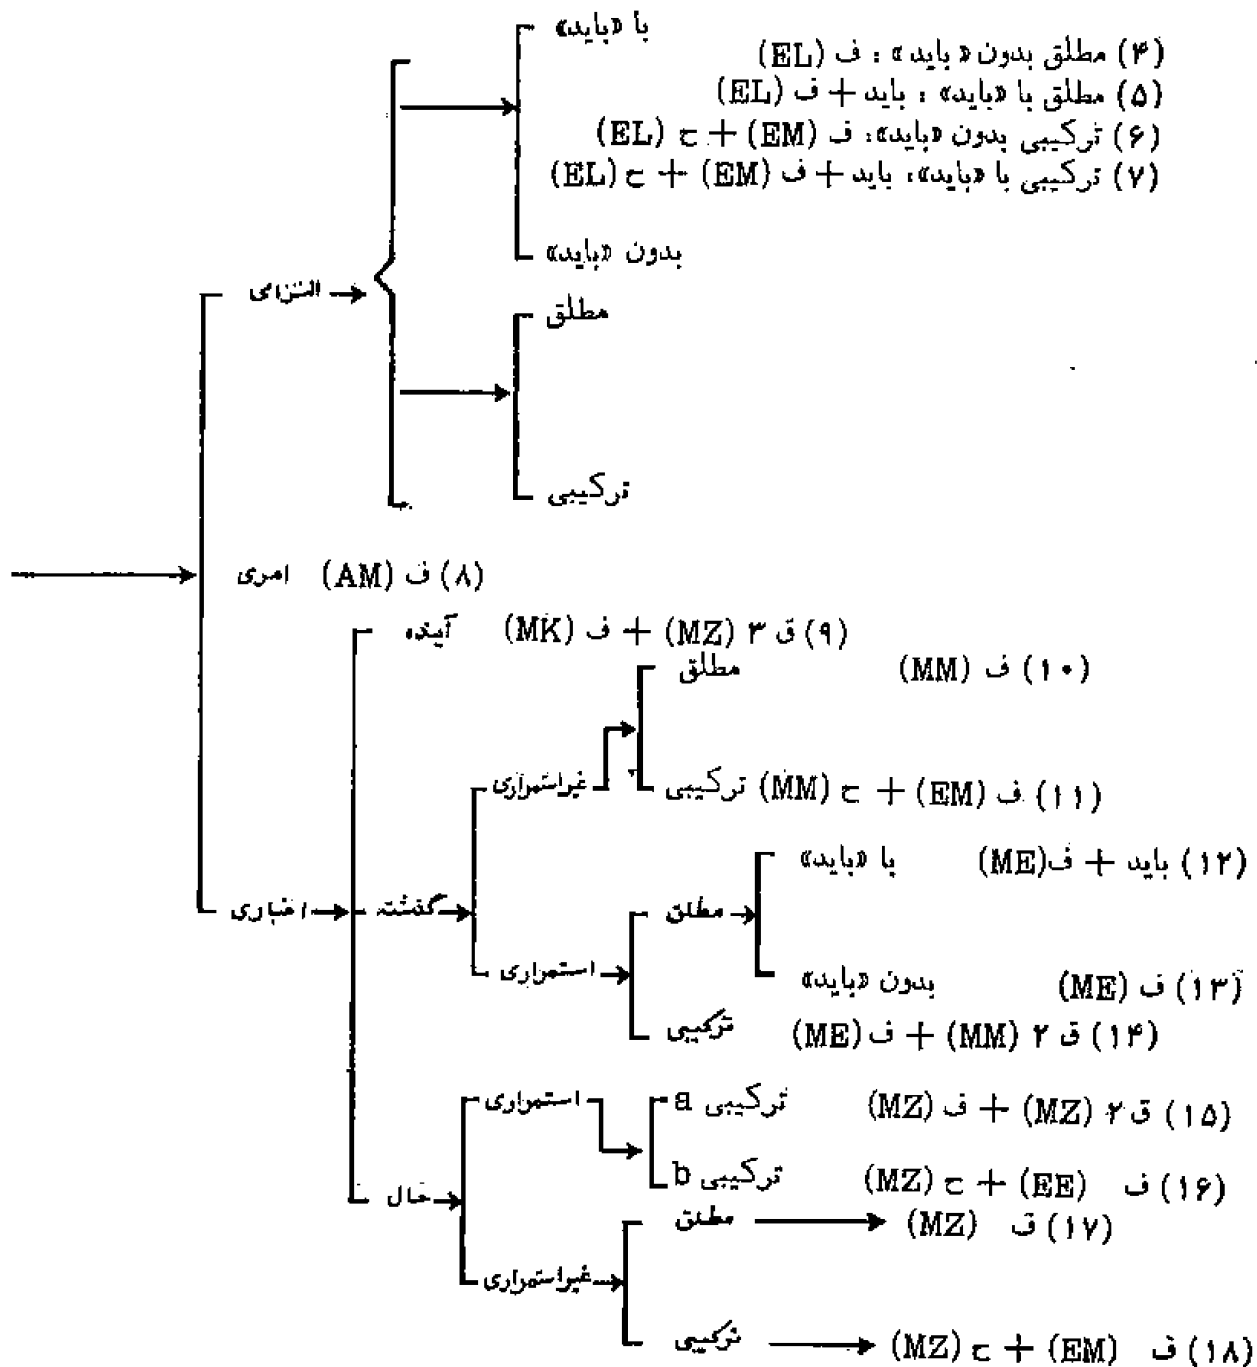 با «باید»
(۴) مطلق بدون «باید» : ف (EL)
(۵) مطلق با «باید» : باید + ف (EL)
(۶) ترکیبی بدون «باید»: ف (EM) + ح (EL)
(۷) ترکیبی با «باید»: باید + ف (EM) + ح (EL)
بدون «باید»
التزامی
مطلق
ترکیبی
امری (۸) ف (AM)
آینده (۹) ق ۳ (MZ) + ف (MK)
مطلق (۱۰) ف (MM)
غیراستمراری
ترکیبی (۱۱) ف (EM) + ح (MM)
با «باید» (۱۲) باید + ف (ME)
اخباری
گذشته
مطلق
استمراری
بدون «باید» (۱۳) ف (ME)
ترکیبی (۱۴) ق ۲ (MM) + ف (ME)
استمراری
ترکیبی a (۱۵) ق ۲ (MZ) + ف (MZ)
ترکیبی b (۱۶) ف (EE) + ح (MZ)
حال
مطلق (۱۷) ق (MZ)
غیراستمراری
ترکیبی (۱۸) ف (EM) + ح (MZ)